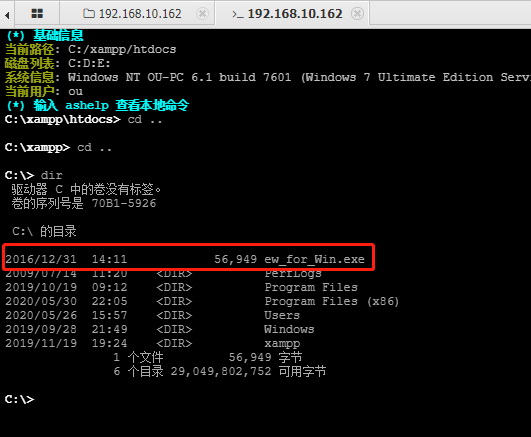 192.168.10.162 >_ 192.168.10.162
(*) 基础信息
当前路径: C:/xampp/htdocs
磁盘列表: C:D:E:
系统信息: Windows NT OU-PC 6.1 build 7601 (Windows 7 Ultimate Edition Serv
当前用户: ou
(*) 输入 ashelp 查看本地命令
C:\xampp\htdocs> cd ..
C:\xampp> cd ..
C:\> dir
驱动器 C 中的卷没有标签。
卷的序列号是 70B1-5926
C:\ 的目录
2016/12/31 14:11 56,949 ew_for_Win.exe
2009/07/14 11:20 <DIR> PerfLogs
2019/10/19 09:12 <DIR> Program Files
2020/05/30 22:05 <DIR> Program Files (x86)
2020/05/26 15:57 <DIR> Users
2019/09/28 21:49 <DIR> Windows
2019/11/19 19:24 <DIR> xampp
1 个文件 56,949 字节
6 个目录 29,049,802,752 可用字节
C:\>